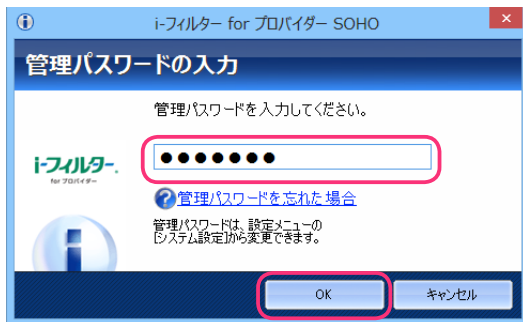 i-フィルター for プロバイダー SOHO
管理パスワードの入力
管理パスワードを入力してください。
●●●●●●●
i-フィルター.
for プロバイダー
管理パスワードを忘れた場合
管理パスワードは、設定メニューの
[システム設定]から変更できます。
OK
キャンセル